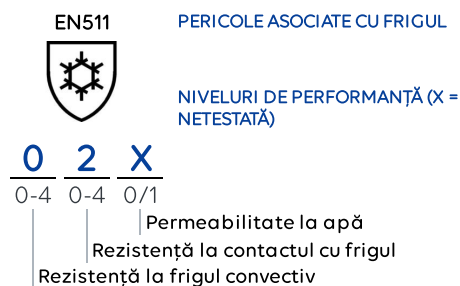 EN511
PERICOLE ASOCIATE CU FRIGUL
NIVELURI DE PERFORMANȚĂ (X =
NETESTATĂ)
0 2 X
0-4 0-4 0/1
Permeabilitate la apă
Rezistență la contactul cu frigul
Rezistență la frigul convectiv